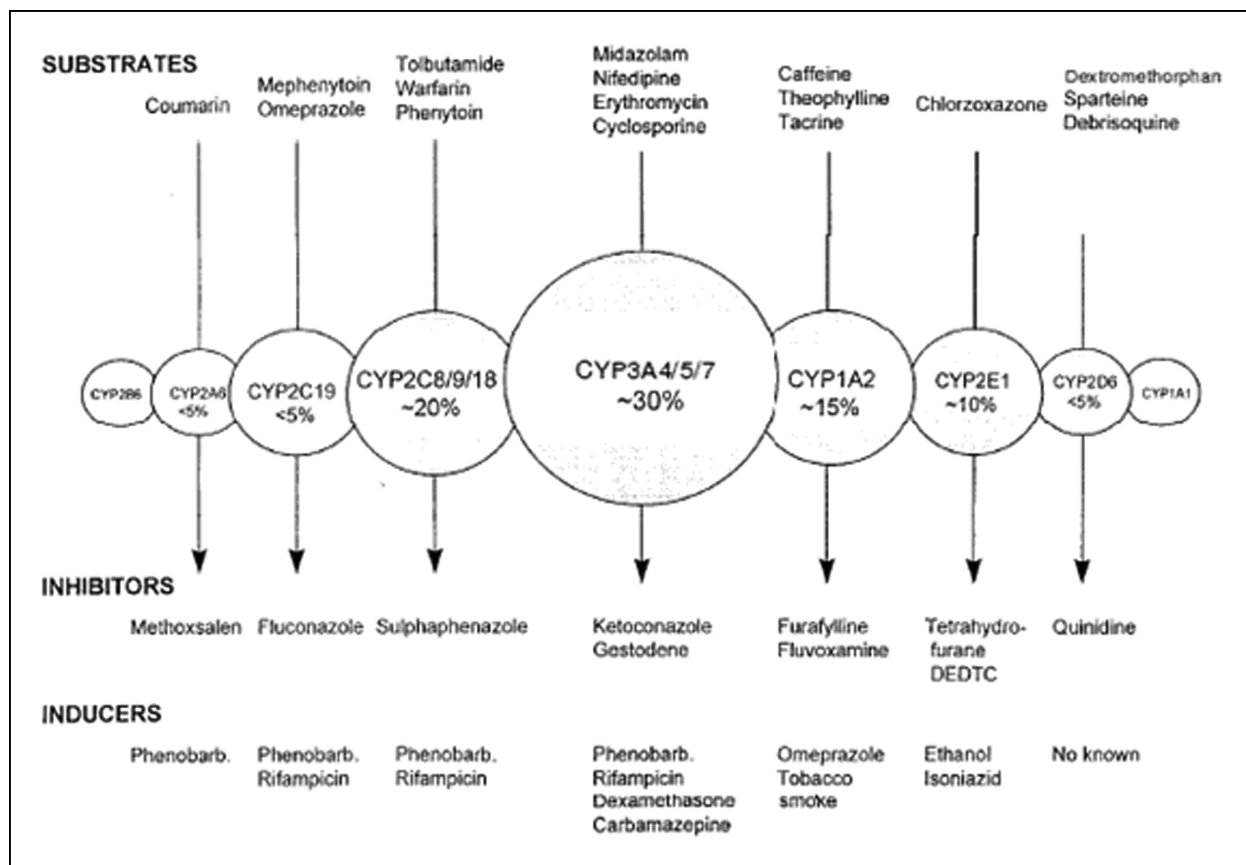 SUBSTRATES
Coumarin
Mephenytoin
Omeprazole
Tolbutamide
Warfarin
Phenytoin
Midazolam
Nifedipine
Erythromycin
Cyclosporine
Caffeine
Theophylline
Tacrine
Chlorzoxazone
Dextromethorphan
Sparteine
Debrisoquine
CYP2B6
CYP2A6
<5%
CYP2C19
<5%
CYP2C8/9/18
~20%
CYP3A4/5/7
~30%
CYP1A2
~15%
CYP2E1
~10%
CYP2D6
<5%
CYP1A1
INHIBITORS
Methoxsalen
Fluconazole
Sulphaphenazole
Ketoconazole
Gestodene
Furafylline
Fluvoxamine
Tetrahydro-
furane
DEDTC
Quinidine
INDUCERS
Phenobarb.
Phenobarb.
Rifampicin
Phenobarb.
Rifampicin
Phenobarb.
Rifampicin
Dexamethasone
Carbamazepine
Omeprazole
Tobacco
smoke
Ethanol
Isoniazid
No known